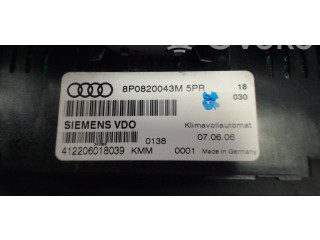 8P0820043M 5PR 18
030
SIEMENS VDO Klimavollautomat
0138 07.06.06
412206018039 KMM 0001 Made in Germany